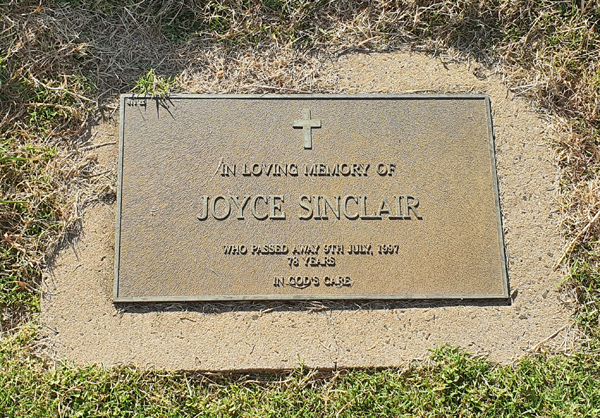 IN LOVING MEMORY OF
JOYCE SINCLAIR
WHO PASSED AWAY 9TH JULY, 1997
78 YEARS
IN GOD'S CARE